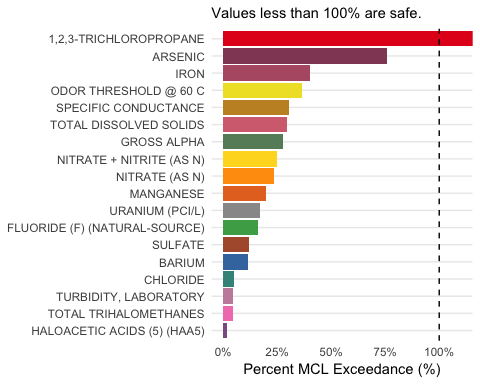 Values less than 100% are safe.
1,2,3-TRICHLOROPROPANE
ARSENIC
IRON
ODOR THRESHOLD @ 60 C
SPECIFIC CONDUCTANCE
TOTAL DISSOLVED SOLIDS
GROSS ALPHA
NITRATE + NITRITE (AS N)
NITRATE (AS N)
MANGANESE
URANIUM (PCI/L)
FLUORIDE (F) (NATURAL-SOURCE)
SULFATE
BARIUM
CHLORIDE
TURBIDITY, LABORATORY
TOTAL TRIHALOMETHANES
HALOACETIC ACIDS (5) (HAA5)
0% 25% 50% 75% 100%
Percent MCL Exceedance (%)